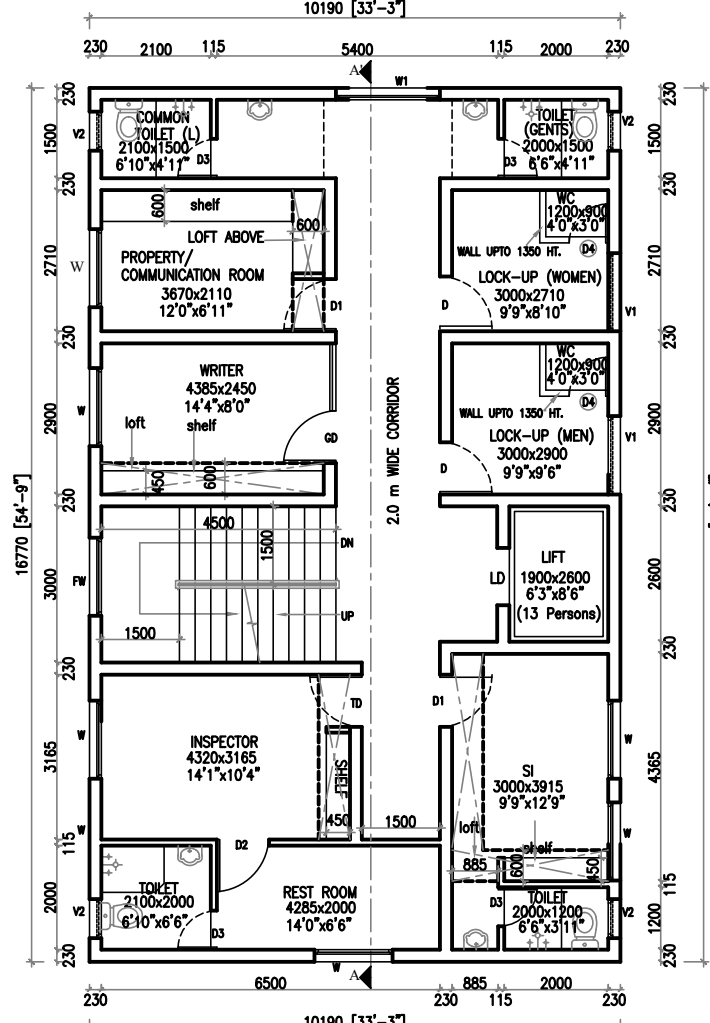 10190 [33'-3"]
230
2100
115
5400
115
2000
230
A'
W1
230
1500
230
2710
230
2900
230
3000
230
3165
115
2000
230
16770 [54'-9"]
V2
COMMON
TOILET (L)
2100x1500
6'10"x4'11"
D3
D3
TOILET
(GENTS)
2000x1500
6'6"x4'11"
V2
230
1500
230
600
shelf
600
LOFT ABOVE
W
PROPERTY/
COMMUNICATION ROOM
3670x2110
12'0"x6'11"
D1
WC
1200x900
4'0"x3'0"
WALL UPTO 1350 HT.
D4
LOCK-UP (WOMEN)
3000x2710
9'9"x8'10"
D
V1
2710
230
WRITER
4385x2450
14'4"x8'0"
W
loft
shelf
GD
450
600
2.0 m WIDE CORRIDOR
WC
1200x900
4'0"x3'0"
D4
WALL UPTO 1350 HT.
LOCK-UP (MEN)
3000x2900
9'9"x9'6"
D
V1
2900
230
4500
1500
DN
FW
UP
1500
LD
LIFT
1900x2600
6'3"x8'6"
(13 Persons)
2600
230
TD
D1
INSPECTOR
4320x3165
14'1"x10'4"
W
W
SHELF
450
1500
SI
3000x3915
9'9"x12'9"
W
W
loft
shelf
885
600
450
4365
115
1200
230
D2
TOILET
2100x2000
6'10"x6'6"
V2
D3
REST ROOM
4285x2000
14'0"x6'6"
W
D3
TOILET
2000x1200
6'6"x3'11"
V2
A
230
6500
230
885
115
2000
230
10190 [33'-3"]